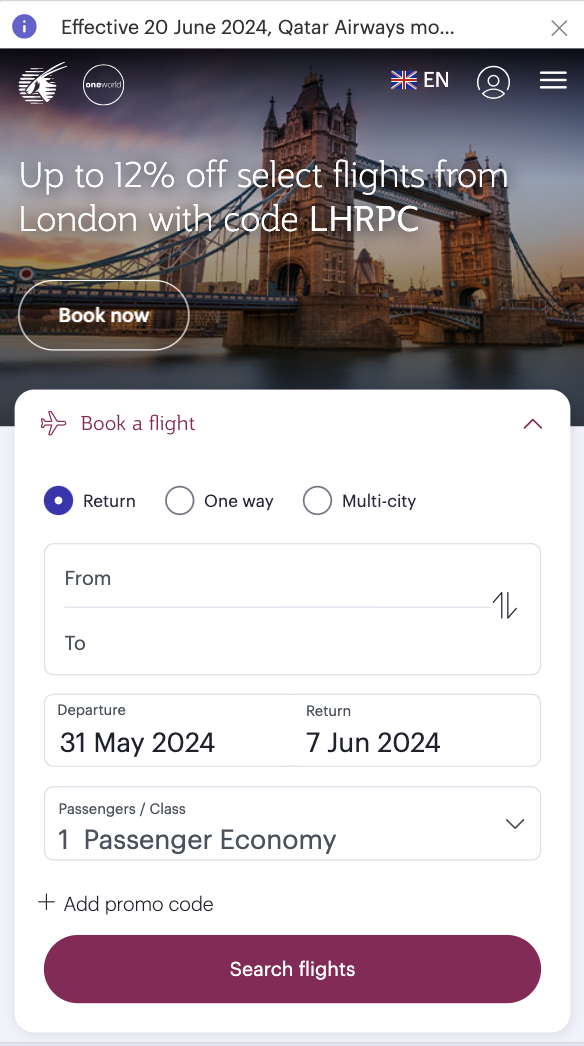 Effective 20 June 2024, Qatar Airways mo...
oneworld
EN
Up to 12% off select flights from
London with code LHRPC
Book now
Book a flight
Return One way Multi-city
From
To
Departure Return
31 May 2024 7 Jun 2024
Passengers / Class
1 Passenger Economy
+ Add promo code
Search flights